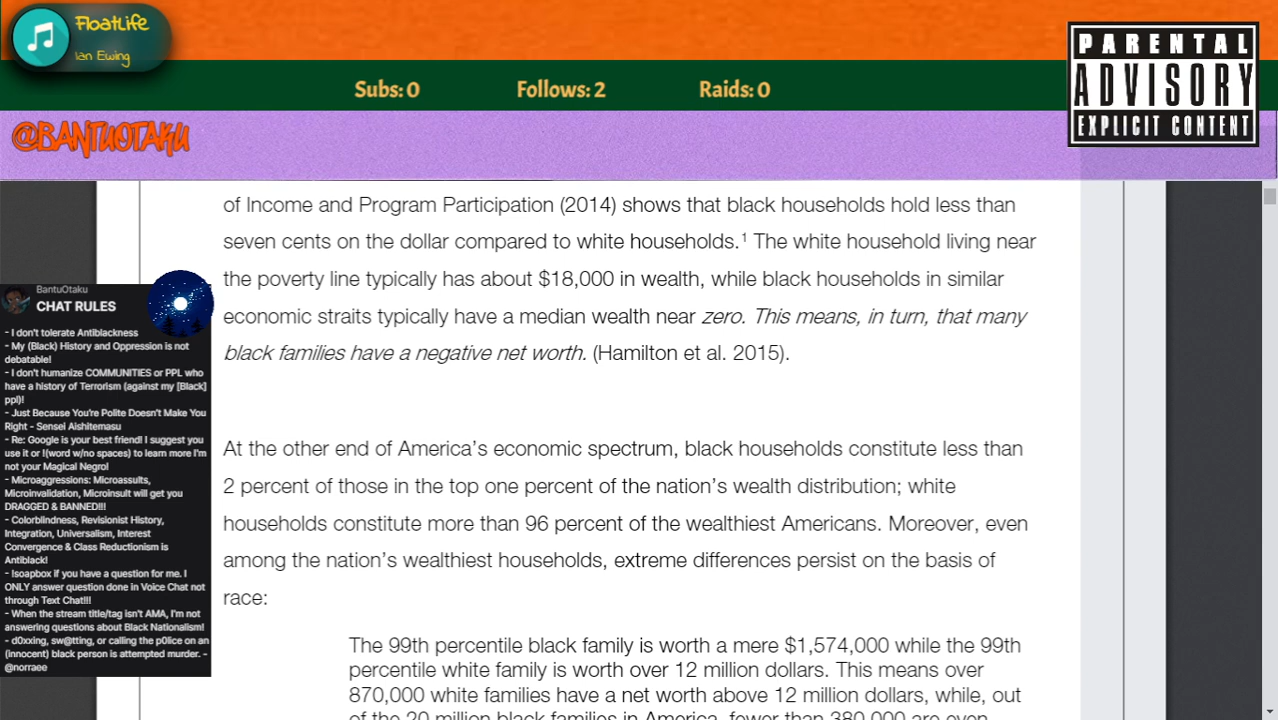 FloatLife
Ian Ewing
Subs: 0
Follows: 2
Raids: 0
PARENTAL
ADVISORY
EXPLICIT CONTENT
@BANTUOTAKU
of Income and Program Participation (2014) shows that black households hold less than
seven cents on the dollar compared to white households.¹ The white household living near
the poverty line typically has about $18,000 in wealth, while black households in similar
economic straits typically have a median wealth near zero. This means, in turn, that many
black families have a negative net worth. (Hamilton et al. 2015).
At the other end of America's economic spectrum, black households constitute less than
2 percent of those in the top one percent of the nation's wealth distribution; white
households constitute more than 96 percent of the wealthiest Americans. Moreover, even
among the nation's wealthiest households, extreme differences persist on the basis of
race:
The 99th percentile black family is worth a mere $1,574,000 while the 99th
percentile white family is worth over 12 million dollars. This means over
870,000 white families have a net worth above 12 million dollars, while, out
of the 20 million black families in America, fewer than 380,000 are even
BantuOtaku
CHAT RULES
- I don't tolerate Antiblackness
- My (Black) History and Oppression is not
debatable!
- I don't humanize COMMUNITIES or PPL who
have a history of Terrorism (against my [Black]
ppl)!
- Just Because You're Polite Doesn't Make You
Right - Sensei Aishitemasu
- Re: Google is your best friend! I suggest you
use it or !(word w/no spaces) to learn more I'm
not your Magical Negro!
- Microaggressions: Microassults,
Microinvalidation, Microinsult will get you
DRAGGED & BANNED!!!
- Colorblindness, Revisionist History,
Integration, Universalism, Interest
Convergence & Class Reductionism is
Antiblack!
- !soapbox if you have a question for me. I
ONLY answer question done in Voice Chat not
through Text Chat!!!
- When the stream title/tag isn't AMA, I'm not
answering questions about Black Nationalism!
- d0xxing, sw@tting, or calling the p0lice on an
(innocent) black person is attempted murder. -
@norraee